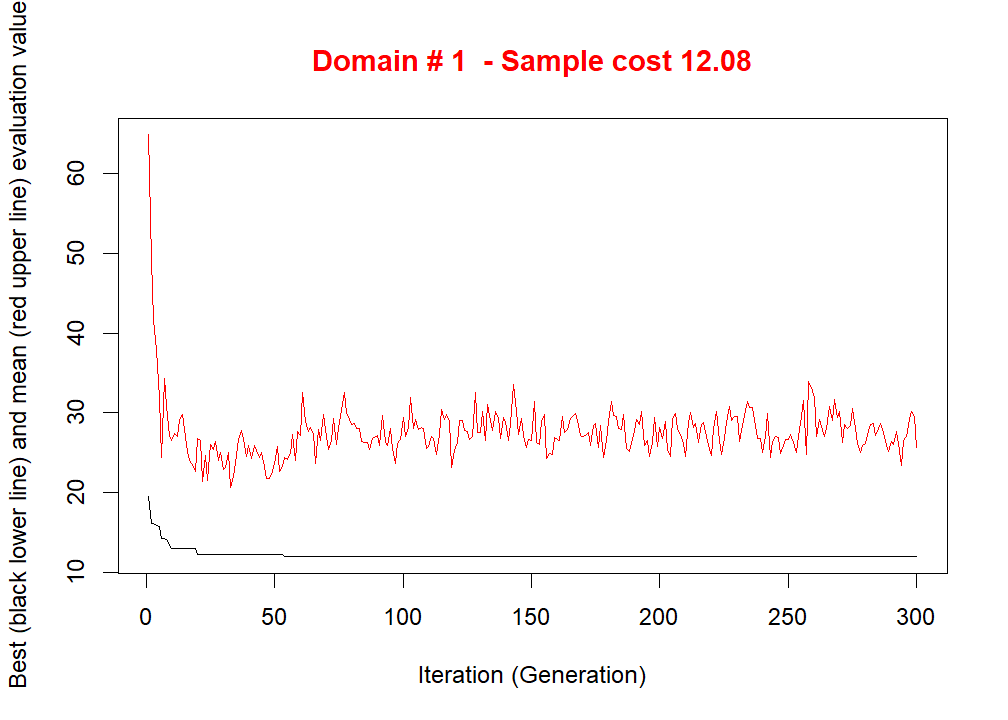 Domain # 1  - Sample cost 12.08
Best (black lower line) and mean (red upper line) evaluation value
60
50
40
30
20
10
0 50 100 150 200 250 300
Iteration (Generation)